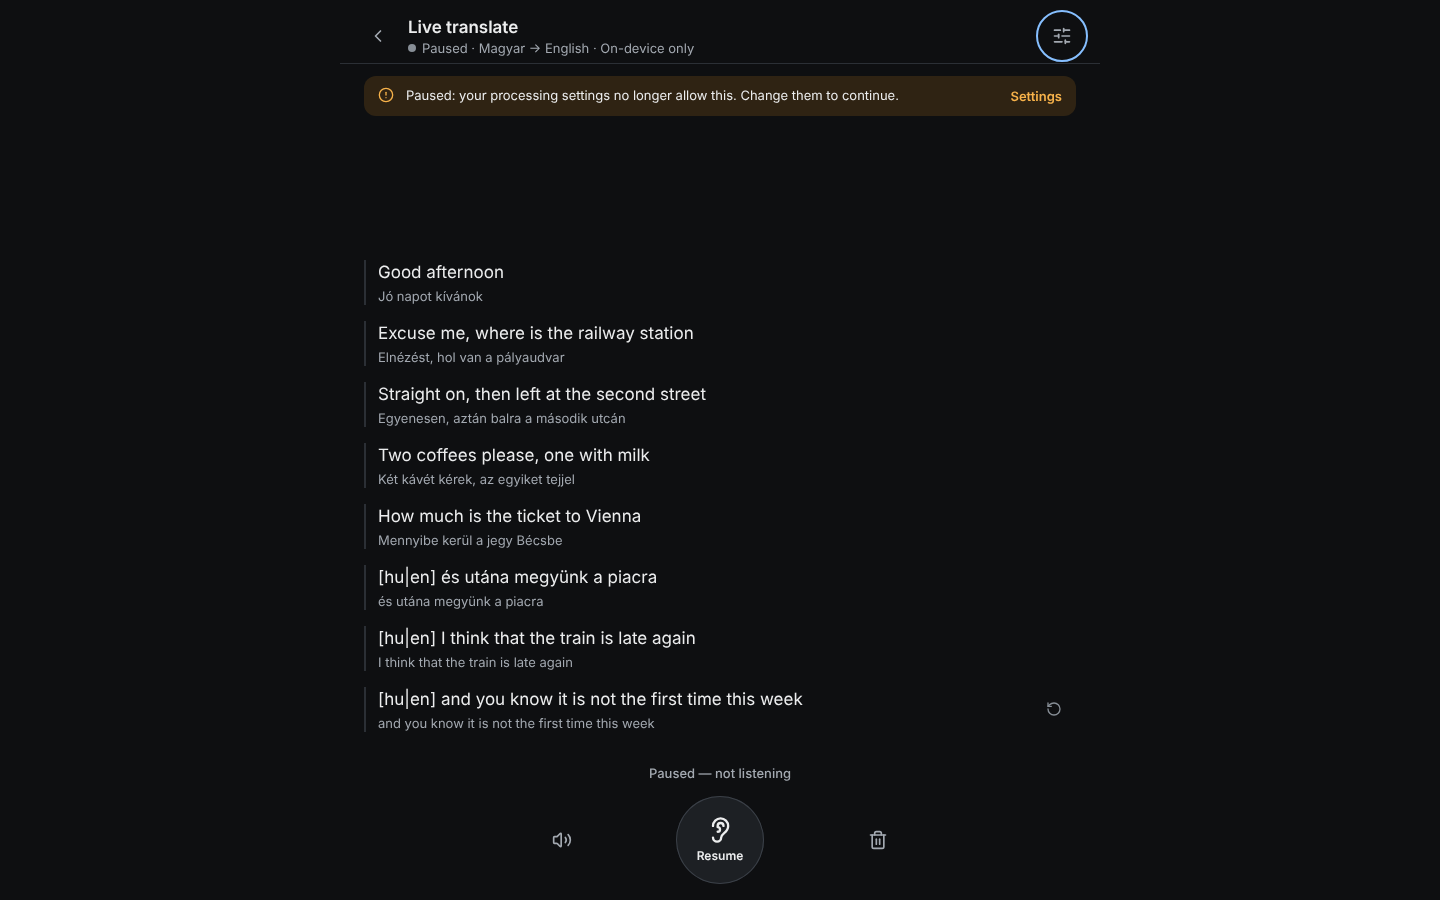 Live translate
Paused · Magyar → English · On-device only
Paused: your processing settings no longer allow this. Change them to continue.
Settings
Good afternoon
Jó napot kívánok
Excuse me, where is the railway station
Elnézést, hol van a pályaudvar
Straight on, then left at the second street
Egyenesen, aztán balra a második utcán
Two coffees please, one with milk
Két kávét kérek, az egyiket tejjel
How much is the ticket to Vienna
Mennyibe kerül a jegy Bécsbe
[hu|en] és utána megyünk a piacra
és utána megyünk a piacra
[hu|en] I think that the train is late again
I think that the train is late again
[hu|en] and you know it is not the first time this week
and you know it is not the first time this week
Paused — not listening
Resume